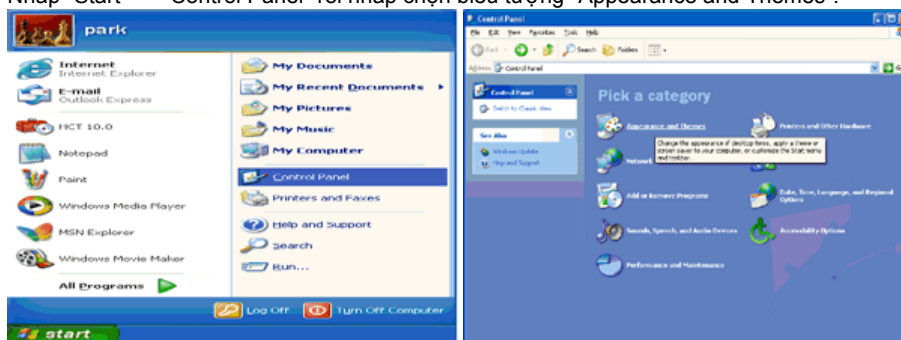 Nhấp "Start" Control Panel rồi nhấp chọn biểu tượng "Appearance and Themes".
park
Internet
Internet Explorer
E-mail
Outlook Express
HCT 10.0
Notepad
Paint
Windows Media Player
MSN Explorer
Windows Movie Maker
All Programs
My Documents
My Recent Documents
My Pictures
My Music
My Computer
Control Panel
Printers and Faxes
Help and Support
Search
Run...
Log Off
Turn Off Computer
start
Control Panel
File Edit View Favorites Tools Help
Back Search Folders
Address Control Panel
Control Panel
Switch to Classic View
See Also
Windows Update
Help and Support
Pick a category
Appearance and Themes
Printers and Other Hardware
Change the appearance of desktop items, apply a theme or
screen saver to your computer, or customize the Start menu
and taskbar.
Network
Add or Remove Programs
Date, Time, Language, and Regional
Options
Sounds, Speech, and Audio Devices
Accessibility Options
Performance and Maintenance